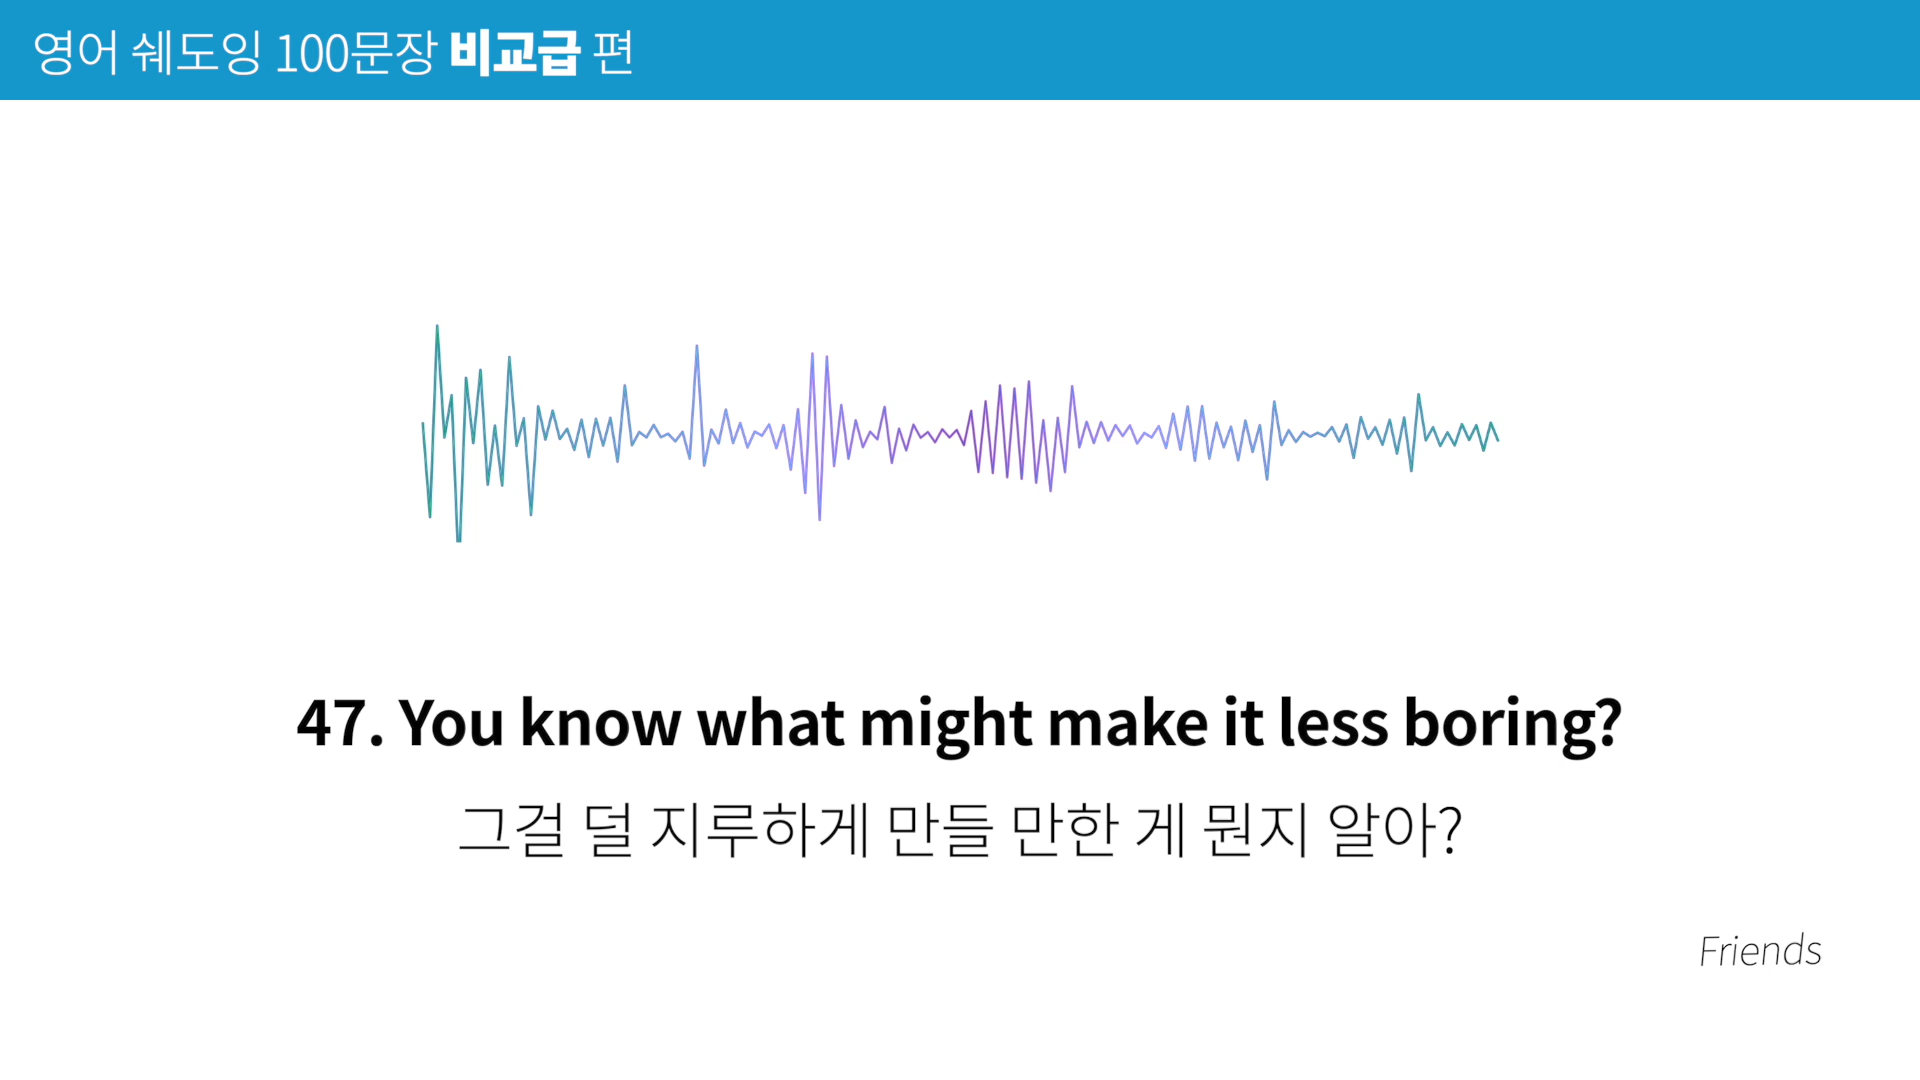 영어 쉐도잉 100문장 비교급 편
47. You know what might make it less boring?
그걸 덜 지루하게 만들 만한 게 뭔지 알아?
Friends